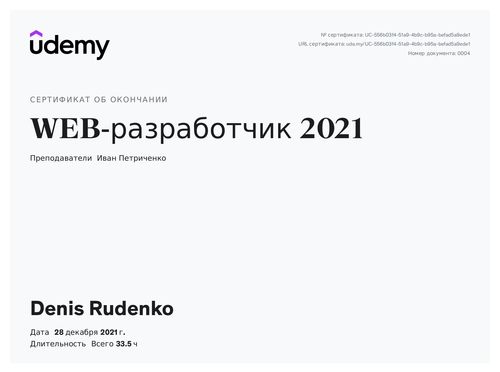 udemy
№ сертификата: UC-556b03f4-51a9-4b9c-b95a-befad5a9ede1
URL сертификата: ude.my/UC-556b03f4-51a9-4b9c-b95a-befad5a9ede1
Номер документа: 0004
СЕРТИФИКАТ ОБ ОКОНЧАНИИ
WEB-разработчик 2021
Преподаватели Иван Петриченко
Denis Rudenko
Дата 28 декабря 2021 г.
Длительность Всего 33.5 ч